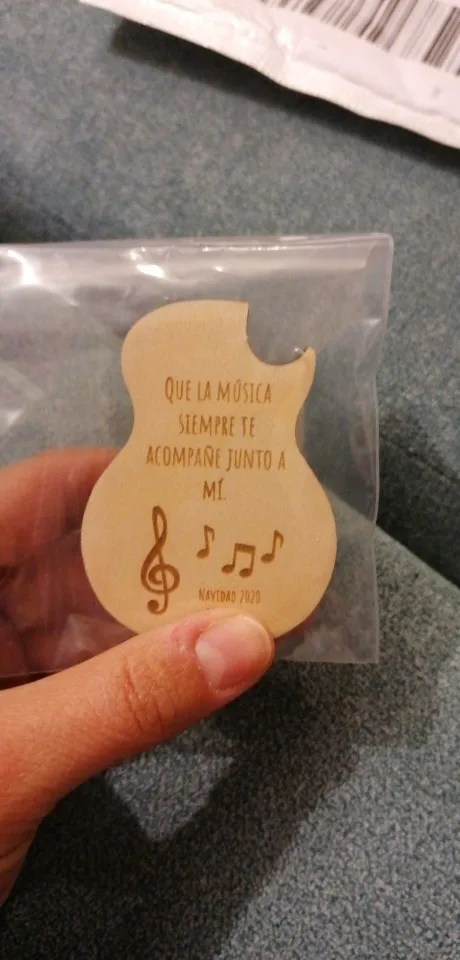 QUE LA MÚSICA
SIEMPRE TE
ACOMPAÑE JUNTO A
MÍ.
NAVIDAD 2020